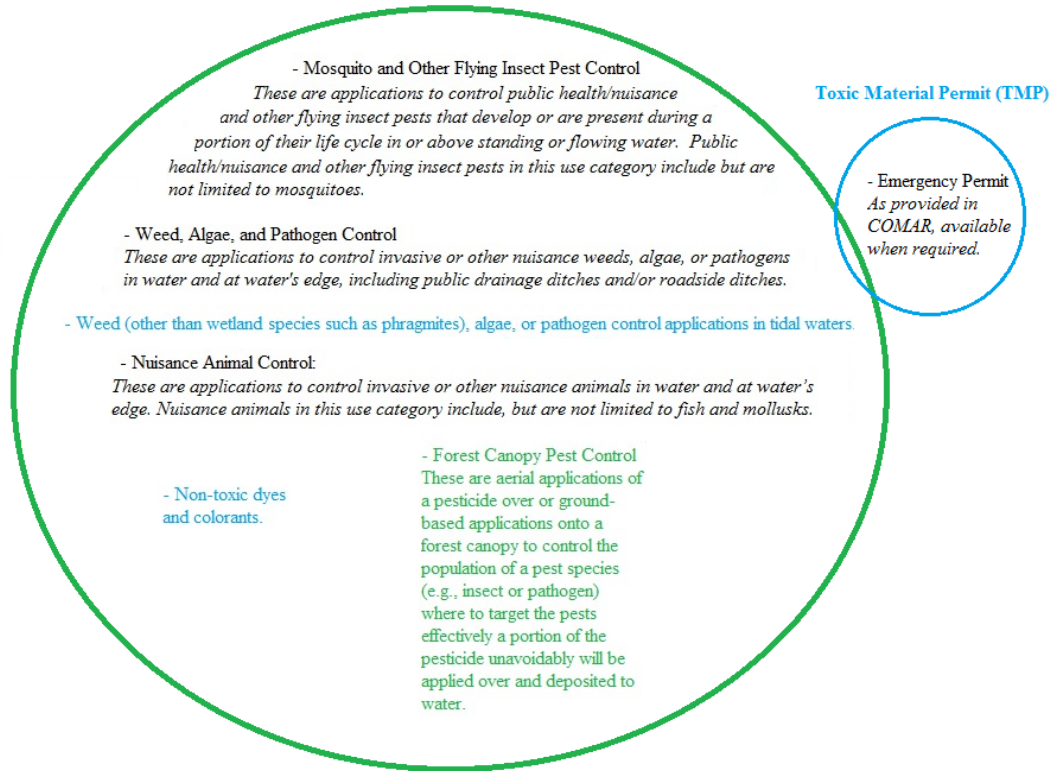 - Mosquito and Other Flying Insect Pest Control
These are applications to control public health/nuisance
and other flying insect pests that develop or are present during a
portion of their life cycle in or above standing or flowing water.  Public
health/nuisance and other flying insect pests in this use category include but are
not limited to mosquitoes.
Toxic Material Permit (TMP)
- Emergency Permit
As provided in
COMAR, available
when required.
- Weed, Algae, and Pathogen Control
These are applications to control invasive or other nuisance weeds, algae, or pathogens
in water and at water's edge, including public drainage ditches and/or roadside ditches.
- Weed (other than wetland species such as phragmites), algae, or pathogen control applications in tidal waters.
- Nuisance Animal Control:
These are applications to control invasive or other nuisance animals in water and at water’s
edge. Nuisance animals in this use category include, but are not limited to fish and mollusks.
- Non-toxic dyes
and colorants.
- Forest Canopy Pest Control
These are aerial applications of
a pesticide over or ground-
based applications onto a
forest canopy to control the
population of a pest species
(e.g., insect or pathogen)
where to target the pests
effectively a portion of the
pesticide unavoidably will be
applied over and deposited to
water.